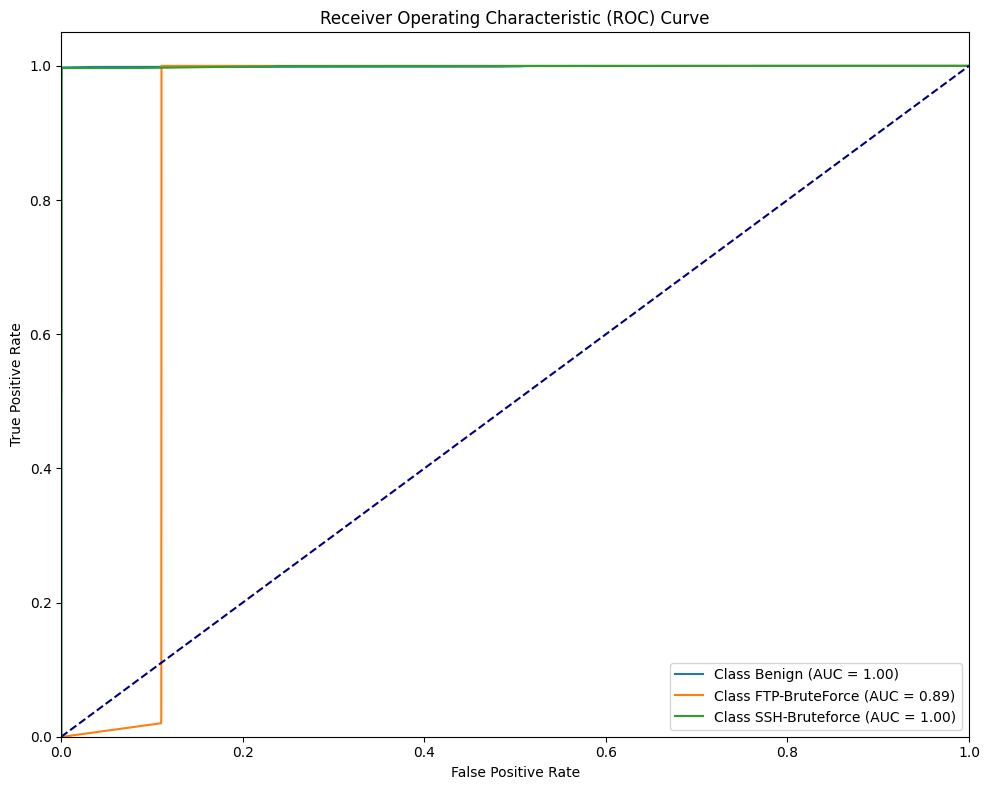 Receiver Operating Characteristic (ROC) Curve
True Positive Rate
1.0
0.8
0.6
0.4
0.2
0.0
0.0 0.2 0.4 0.6 0.8 1.0
False Positive Rate
Class Benign (AUC = 1.00)
Class FTP-BruteForce (AUC = 0.89)
Class SSH-Bruteforce (AUC = 1.00)